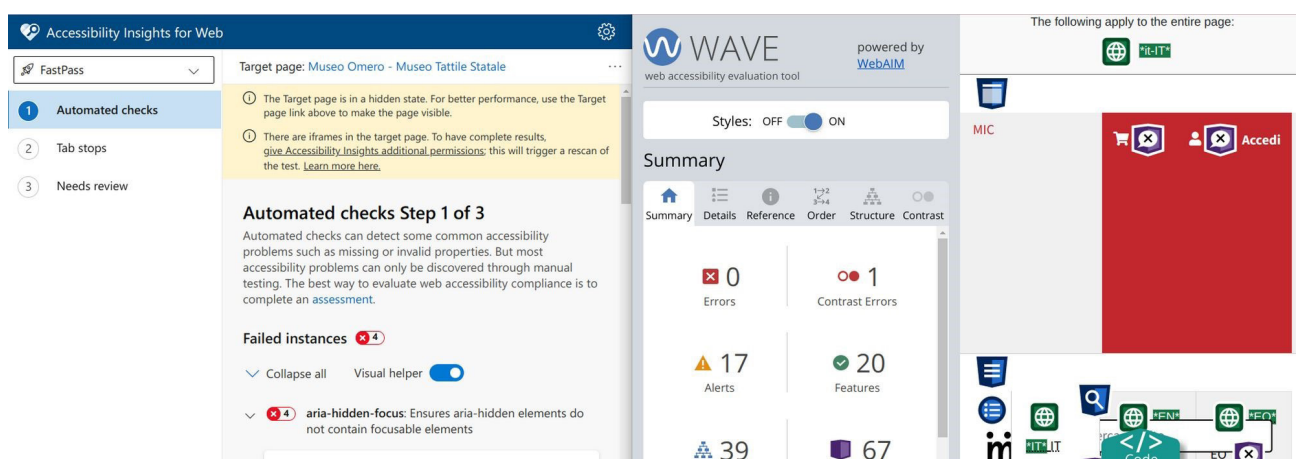 Accessibility Insights for Web
FastPass
1 Automated checks
2 Tab stops
3 Needs review
Target page: Museo Omero - Museo Tattile Statale ...
The Target page is in a hidden state. For better performance, use the Target
page link above to make the page visible.
There are iframes in the target page. To have complete results,
give Accessibility Insights additional permissions; this will trigger a rescan of
the test. Learn more here.
Automated checks Step 1 of 3
Automated checks can detect some common accessibility
problems such as missing or invalid properties. But most
accessibility problems can only be discovered through manual
testing. The best way to evaluate web accessibility compliance is to
complete an assessment.
Failed instances 4
Collapse all Visual helper
4 aria-hidden-focus: Ensures aria-hidden elements do
not contain focusable elements
WAVE
web accessibility evaluation tool
powered by
WebAIM
Styles: OFF ON
Summary
Summary Details Reference Order Structure Contrast
0
Errors
1
Contrast Errors
17
Alerts
20
Features
39
67
The following apply to the entire page:
*it-IT*
MIC
Accedi
*EN*
*EO*
m
*IT* IT
Code
EO